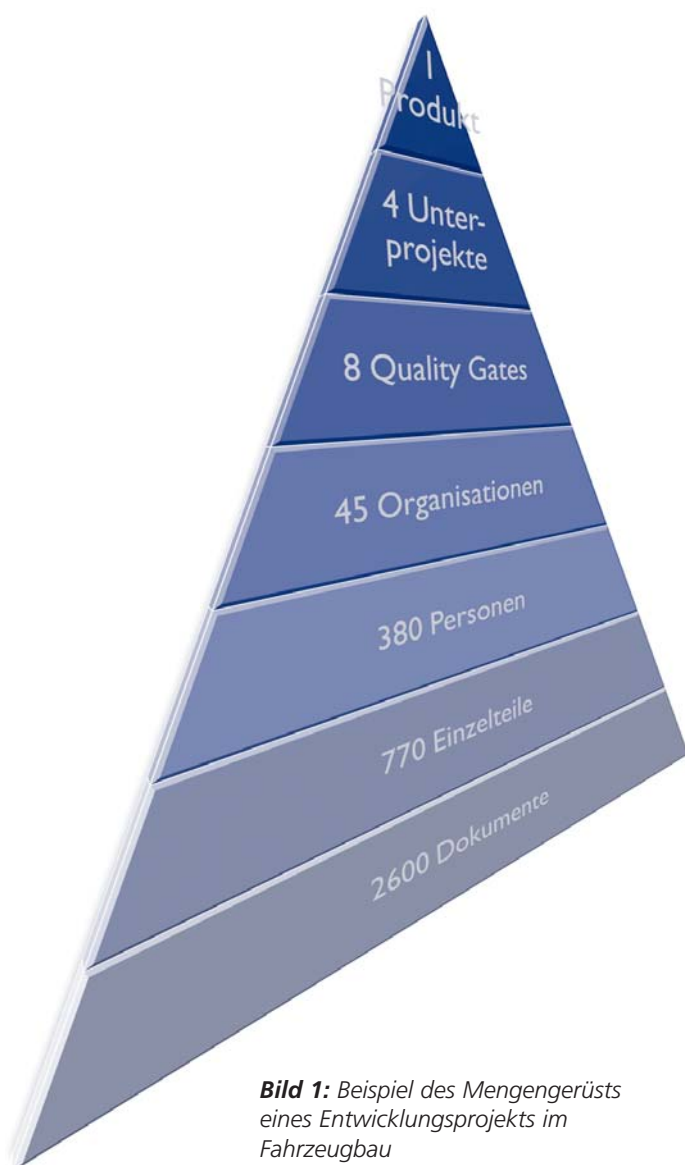 1
Produkt
4 Unter-
projekte
8 Quality Gates
45 Organisationen
380 Personen
770 Einzelteile
2600 Dokumente
Bild 1: Beispiel des Mengengerüsts
eines Entwicklungsprojekts im
Fahrzeugbau